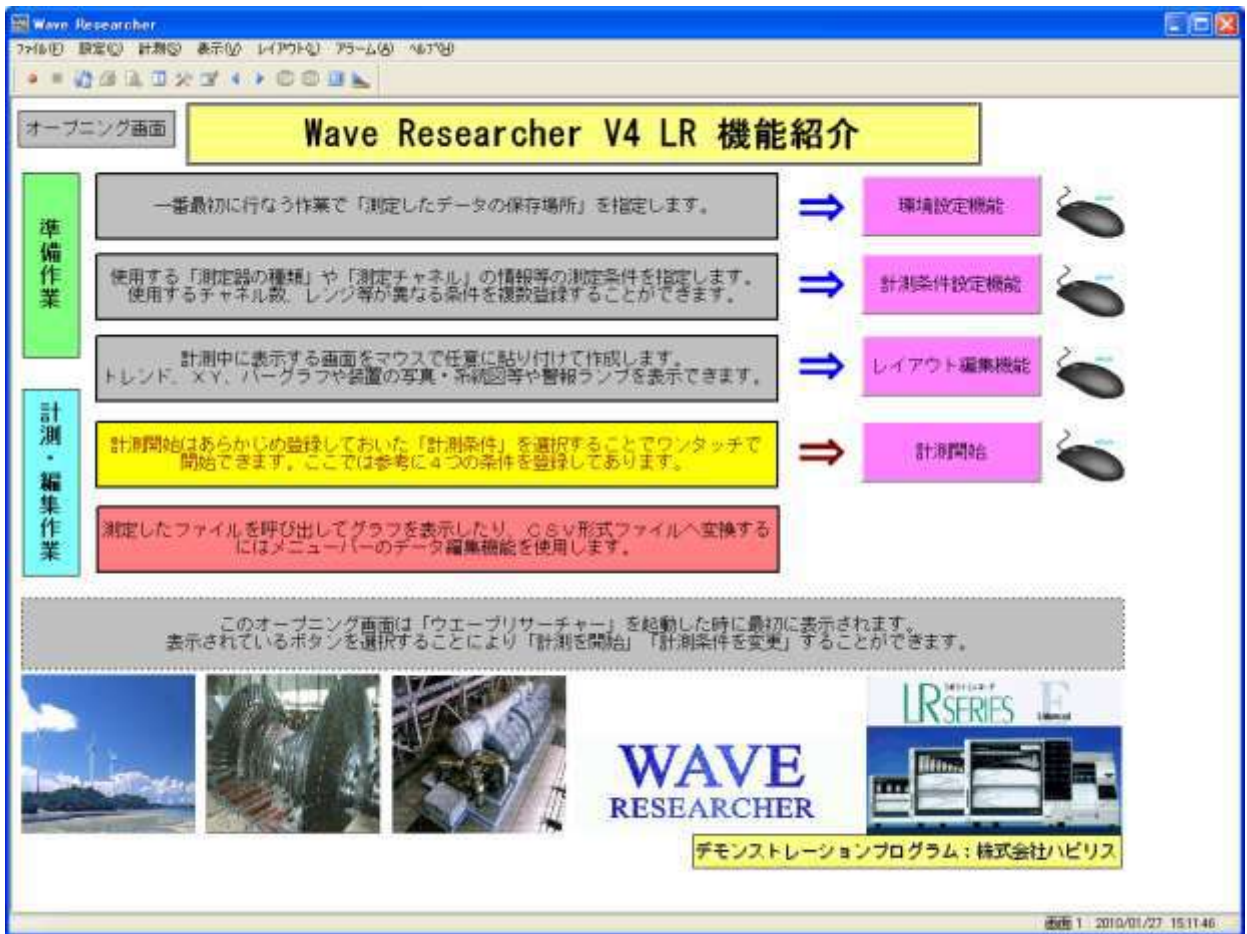 Wave Researcher
ファイル(F) 設定(C) 計測(S) 表示(V) レイアウト(L) アラーム(A) ヘルプ(H)
オープニング画面
Wave Researcher V4 LR 機能紹介
準備作業
一番最初に行なう作業で「測定したデータの保存場所」を指定します。
環境設定機能
使用する「測定器の種類」や「測定チャネル」の情報等の測定条件を指定します。
使用するチャネル数、レンジ等が異なる条件を複数登録することができます。
計測条件設定機能
計測中に表示する画面をマウスで任意に貼り付けて作成します。
トレンド、XY、バーグラフや装置の写真・系統図等や警報ランプを表示できます。
レイアウト編集機能
計測・編集作業
計測開始はあらかじめ登録しておいた「計測条件」を選択することでワンタッチで
開始できます。ここでは参考に4つの条件を登録してあります。
計測開始
測定したファイルを呼び出してグラフを表示したり、CSV形式ファイルへ変換する
にはメニューバーのデータ編集機能を使用します。
このオープニング画面は「ウエーブリサーチャー」を起動した時に最初に表示されます。
表示されているボタンを選択することにより「計測を開始」「計測条件を変更」することができます。
WAVE
RESEARCHER
LR SERIES E
デモンストレーションプログラム：株式会社ハビリス
画面 1 2010/01/27 15:11:46